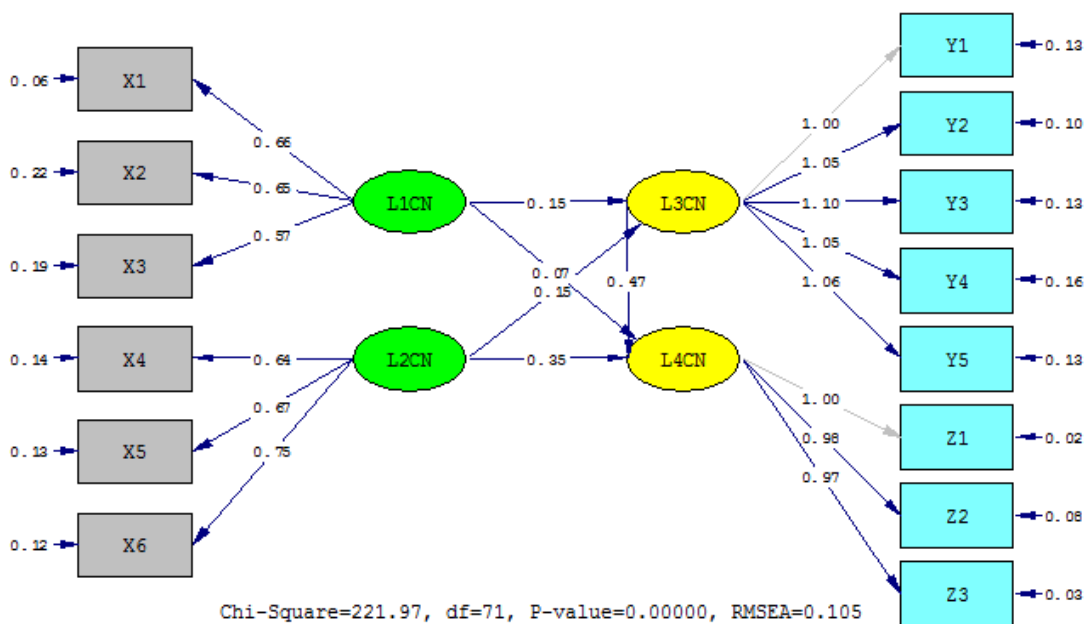 Y1
0.13
X1
0.06
1.00
Y2
0.10
0.66
1.05
X2
0.22
0.65
L1CN
0.15
L3CN
1.10
Y3
0.13
0.57
1.05
X3
0.19
0.07
0.47
Y4
0.16
0.15
1.06
X4
0.14
0.64
L2CN
0.35
L4CN
Y5
0.13
0.67
1.00
Z1
0.02
X5
0.13
0.75
0.98
0.97
Z2
0.08
X6
0.12
Z3
0.03
Chi-Square=221.97, df=71, P-value=0.00000, RMSEA=0.105